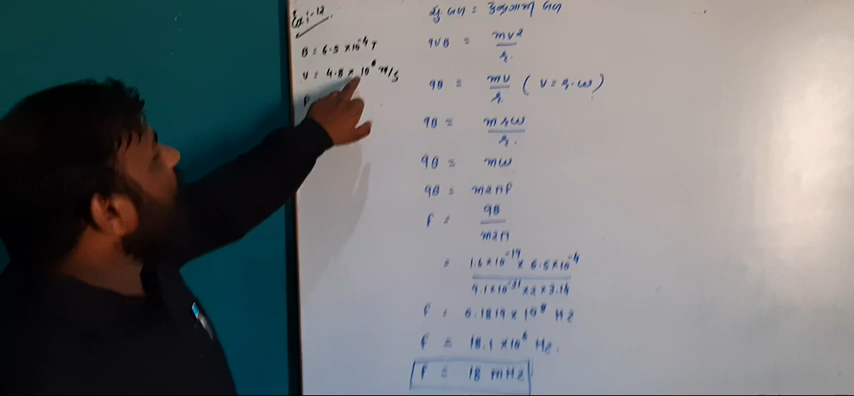 Ex:-12
B = 6.5 × 10⁻⁴ T
V = 4.8 × 10⁶ m/s
F
ચુ. બળ = કેન્દ્રગામી બળ
qVB = mv² / r.
qB = mv / r ( V = r.ω )
qB = mrω / r.
qB = mω
qB = m2πf
f = qB / m2π
= 1.6×10⁻¹⁹ × 6.5×10⁻⁴ / 9.1×10⁻³¹ × 2 × 3.14
f = 0.1819 × 10⁸ Hz
f = 18.1 × 10⁶ Hz.
f = 18 MHz